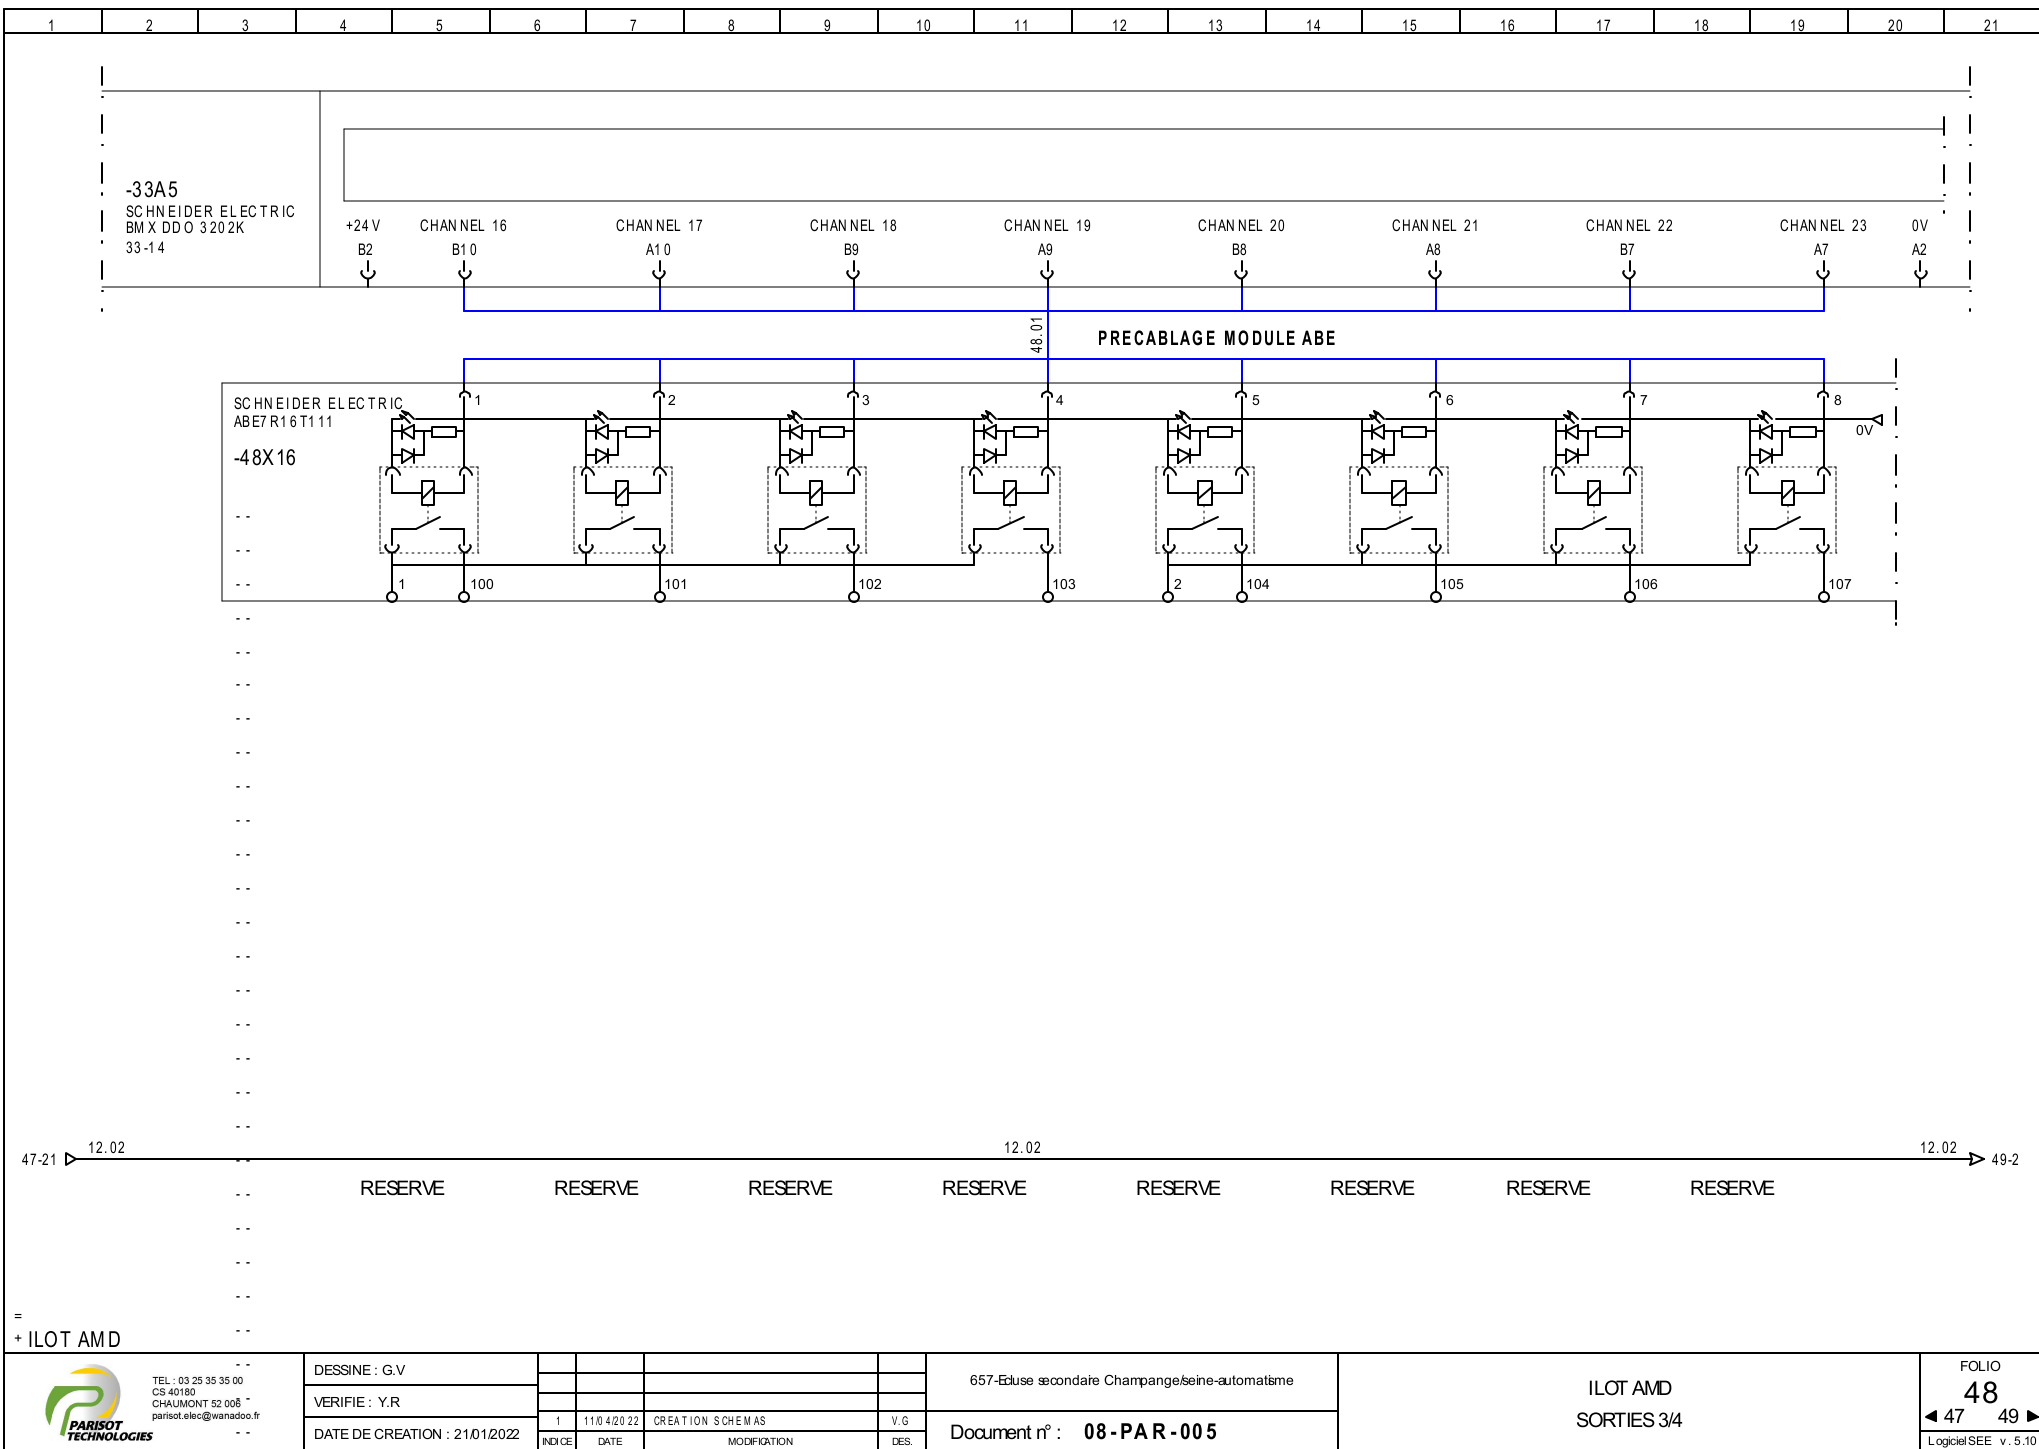 1 2 3 4 5 6 7 8 9 10 11 12 13 14 15 16 17 18 19 20 21
-33A5
SCHNEIDER ELECTRIC
BMX DDO 3202K
33-14
+24V CHANNEL 16 CHANNEL 17 CHANNEL 18 CHANNEL 19 CHANNEL 20 CHANNEL 21 CHANNEL 22 CHANNEL 23 0V
B2 B10 A10 B9 A9 B8 A8 B7 A7 A2
48.01
PRECABLAGE MODULE ABE
SCHNEIDER ELECTRIC
ABE7R16T111
-48X16
1 2 3 4 5 6 7 8
0V
1 100 101 102 103 2 104 105 106 107
47-21 12.02 12.02 12.02 49-2
RESERVE RESERVE RESERVE RESERVE RESERVE RESERVE RESERVE RESERVE
=
+ ILOT AMD
PARISOT
TECHNOLOGIES
TEL : 03 25 35 35 00
CS 40180
CHAUMONT 52 006
parisot.elec@wanadoo.fr
DESSINE : G.V
VERIFIE : Y.R
DATE DE CREATION : 21/01/2022
1 11/04/2022 CREATION SCHEMAS V.G
INDICE DATE MODIFICATION DES.
657-Ecluse secondaire Champange/seine-automatisme
Document n° : 08-PAR-005
ILOT AMD
SORTIES 3/4
FOLIO
48
47 49
Logiciel SEE v. 5.10